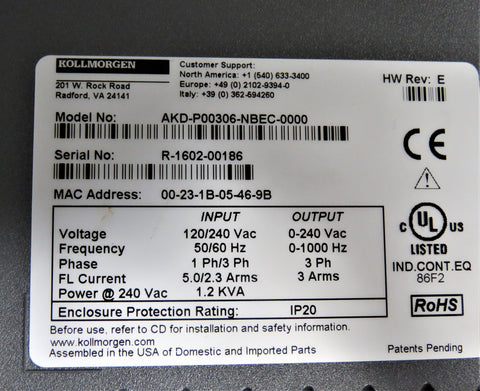 KOLLMORGEN
201 W. Rock Road
Radford, VA 24141
Customer Support:
North America: +1 (540) 633-3400
Europe: +49 (0) 2102-9394-0
Italy: +39 (0) 362-594260
HW Rev: E
Model No: AKD-P00306-NBEC-0000
Serial No: R-1602-00186
MAC Address: 00-23-1B-05-46-9B
INPUT OUTPUT
Voltage 120/240 Vac 0-240 Vac
Frequency 50/60 Hz 0-1000 Hz
Phase 1 Ph/3 Ph 3 Ph
FL Current 5.0/2.3 Arms 3 Arms
Power @ 240 Vac 1.2 KVA
Enclosure Protection Rating: IP20
CE
C UL US
LISTED
IND.CONT.EQ
86F2
RoHS
Before use, refer to CD for installation and safety information.
www.kollmorgen.com
Assembled in the USA of Domestic and Imported Parts
Patents Pending